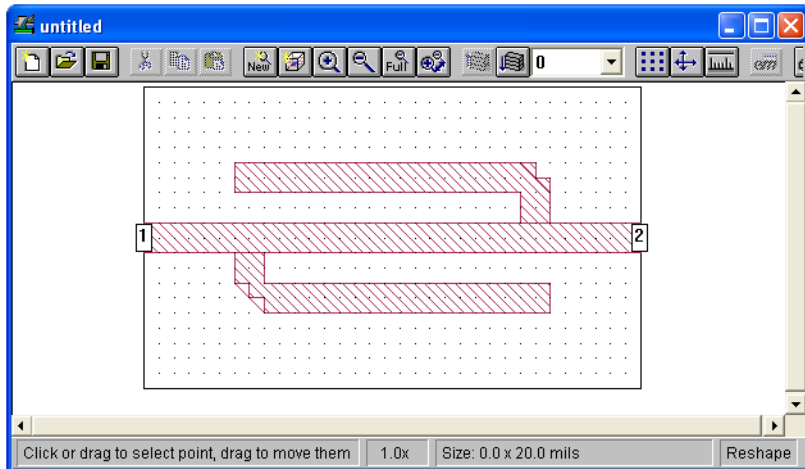 untitled
New Full 0 em
1 2
Click or drag to select point, drag to move them 1.0x Size: 0.0 x 20.0 mils Reshape